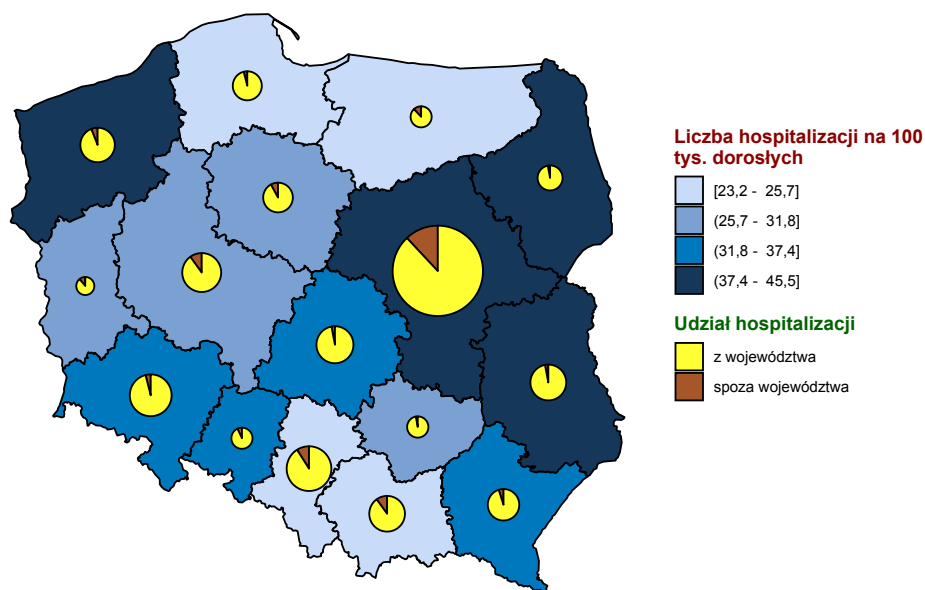 Liczba hospitalizacji na 100
tys. dorosłych
[23,2 - 25,7]
(25,7 - 31,8]
(31,8 - 37,4]
(37,4 - 45,5]
Udział hospitalizacji
z województwa
spoza województwa